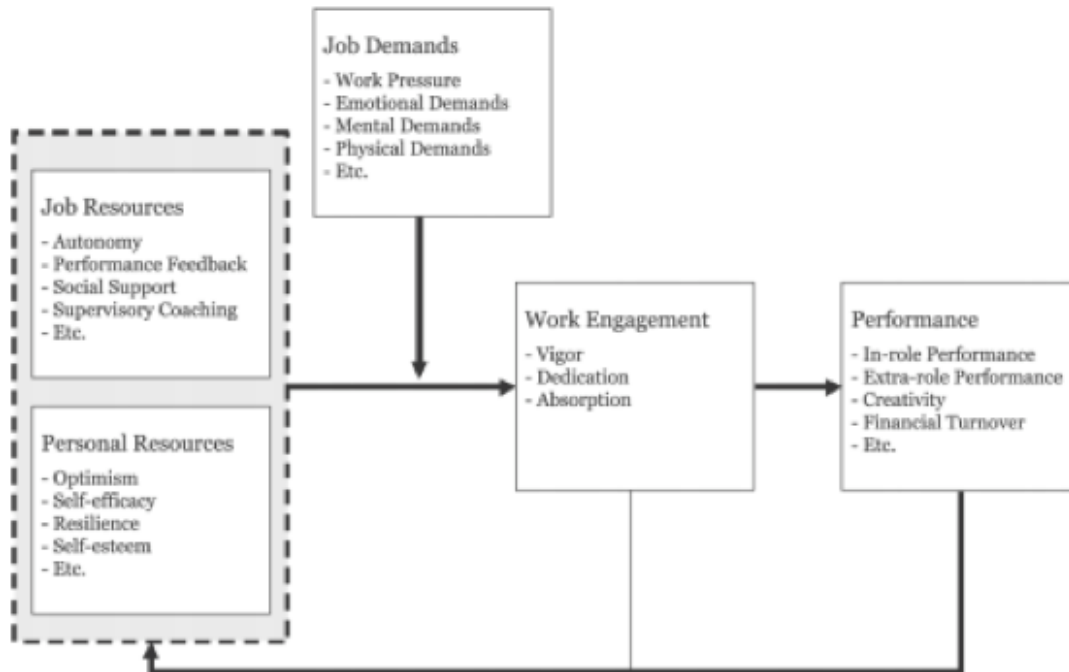 Job Demands
- Work Pressure
- Emotional Demands
- Mental Demands
- Physical Demands
- Etc.
Job Resources
- Autonomy
- Performance Feedback
- Social Support
- Supervisory Coaching
- Etc.
Personal Resources
- Optimism
- Self-efficacy
- Resilience
- Self-esteem
- Etc.
Work Engagement
- Vigor
- Dedication
- Absorption
Performance
- In-role Performance
- Extra-role Performance
- Creativity
- Financial Turnover
- Etc.